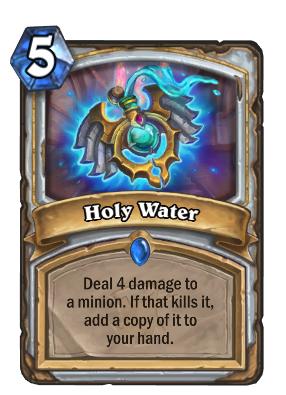 5
Holy Water
Deal 4 damage to
a minion. If that kills it,
add a copy of it to
your hand.